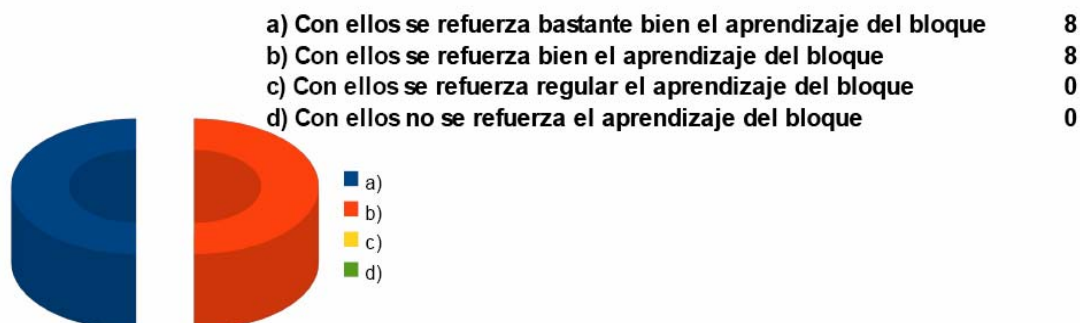 a) Con ellos se refuerza bastante bien el aprendizaje del bloque 8
b) Con ellos se refuerza bien el aprendizaje del bloque 8
c) Con ellos se refuerza regular el aprendizaje del bloque 0
d) Con ellos no se refuerza el aprendizaje del bloque 0
a)
b)
c)
d)